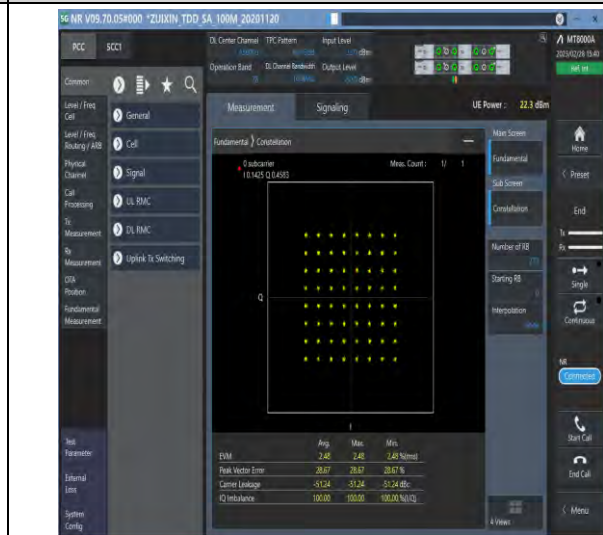 5G NR V09.70.05#000 *ZUIXIN_TDD_SA_100M_20201120
PCC
SCC1
DL Center Channel
TPC Pattern
Input Level
Operation Band
DL Channel Bandwidth
Output Level
MT8000A
2023/02/28 13:40
Common
Level / Freq.
Cell
Level / Freq.
Routing / ARB
Physical
Channel
Call
Processing
Tx
Measurement
Rx
Measurement
OTA
Position
Fundamental
Measurement
Test
Parameter
External
Error
System
Config
General
Cell
Signal
UL RMC
DL RMC
Uplink Tx Switching
Measurement
Signaling
UE Power : 22.3 dBm
Fundamental
Constellation
0 subcarrier
Meas. Count : 1/ 1
I 0.1425 Q 0.4583
Q
I
Avg. Max. Min.
EVM 2.48 2.48 2.48 %(rms)
Peak Vector Error 28.67 28.67 28.67 %
Carrier Leakage -51.24 -51.24 -51.24 dBc
IQ Imbalance 100.00 100.00 100.00 %(I/Q)
Main Screen
Fundamental
Sub Screen
Constellation
Number of RB
Starting RB
Interpolation
4 Views
Home
Preset
End
Tx
Rx
Single
Continuous
NR
Connected
Start Call
End Call
Menu